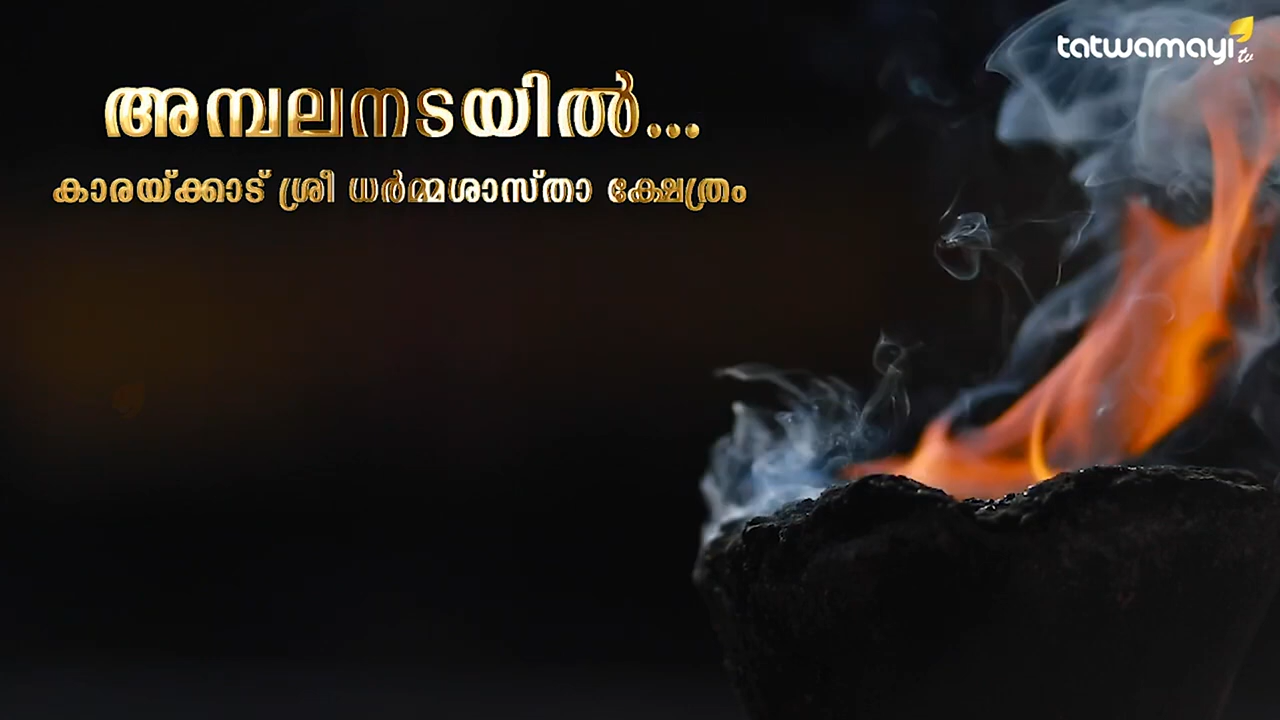 tatwamayi tv
അമ്പലനടയിൽ...
കാരയ്ക്കാട് ശ്രീ ധർമ്മശാസ്താ ക്ഷേത്രം